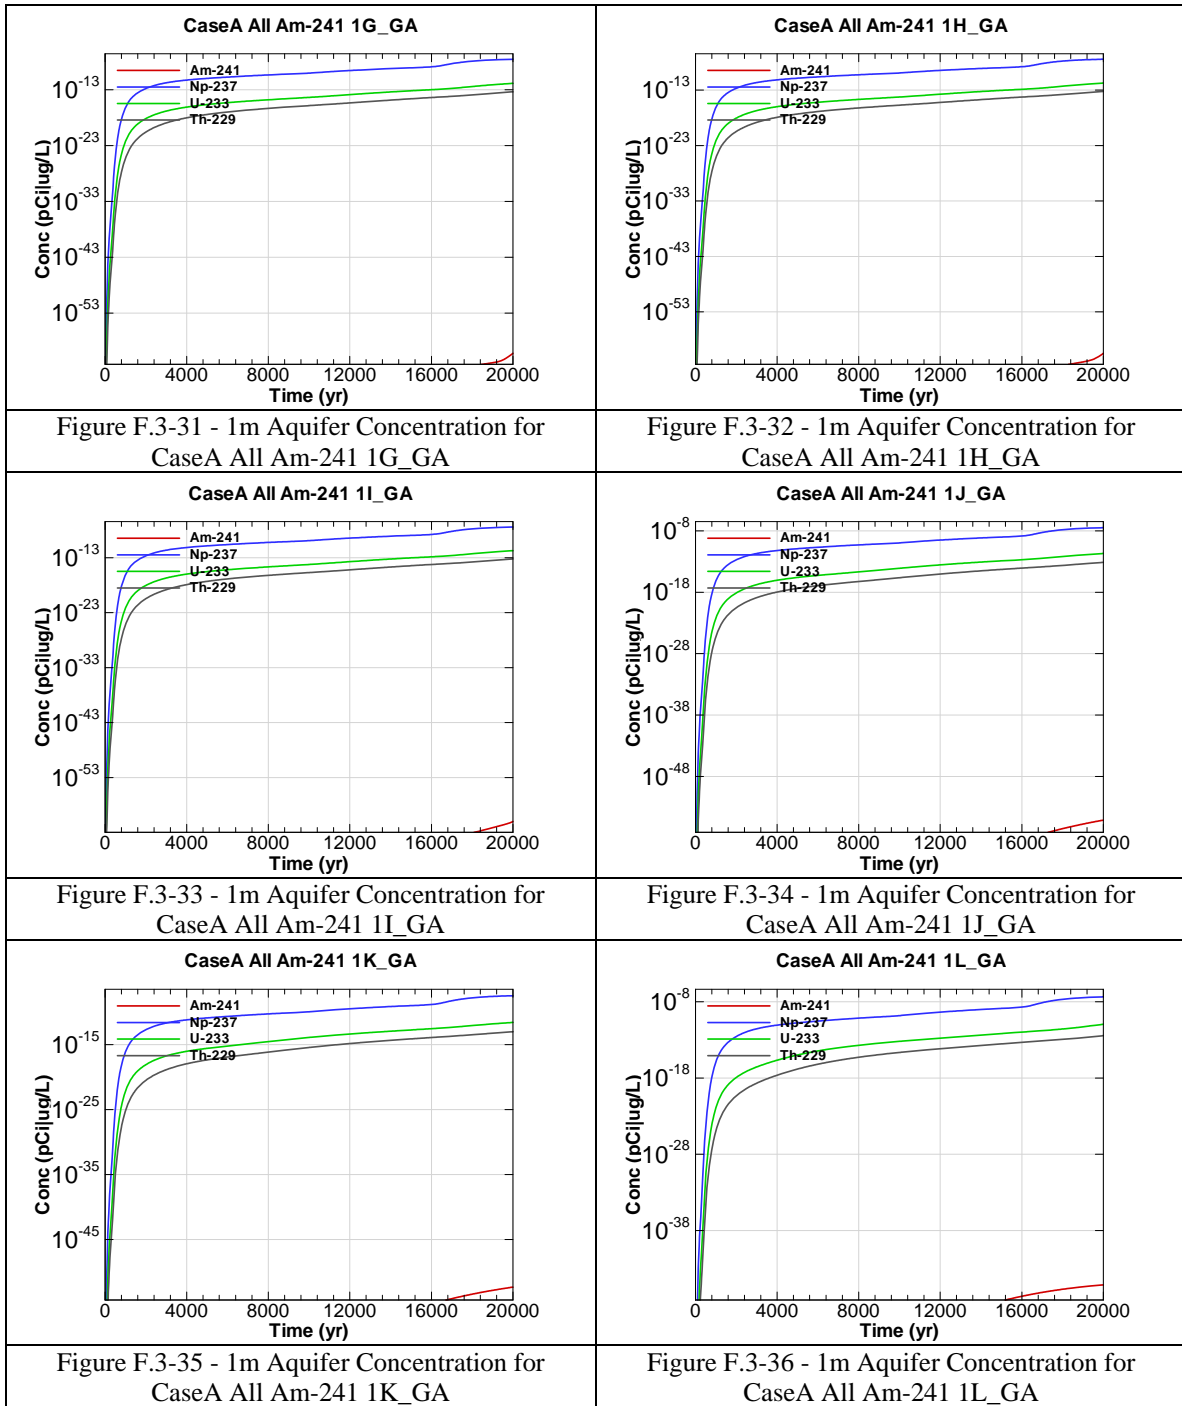 CaseA All Am-241 1G_GA
Am-241
Np-237
U-233
Th-229
10-13
10-23
10-33
10-43
10-53
Conc (pCi|ug/L)
0 4000 8000 12000 16000 20000
Time (yr)
Figure F.3-31 - 1m Aquifer Concentration for
CaseA All Am-241 1G_GA
CaseA All Am-241 1H_GA
Am-241
Np-237
U-233
Th-229
10-13
10-23
10-33
10-43
10-53
Conc (pCi|ug/L)
0 4000 8000 12000 16000 20000
Time (yr)
Figure F.3-32 - 1m Aquifer Concentration for
CaseA All Am-241 1H_GA
CaseA All Am-241 1I_GA
Am-241
Np-237
U-233
Th-229
10-13
10-23
10-33
10-43
10-53
Conc (pCi|ug/L)
0 4000 8000 12000 16000 20000
Time (yr)
Figure F.3-33 - 1m Aquifer Concentration for
CaseA All Am-241 1I_GA
CaseA All Am-241 1J_GA
Am-241
Np-237
U-233
Th-229
10-8
10-18
10-28
10-38
10-48
Conc (pCi|ug/L)
0 4000 8000 12000 16000 20000
Time (yr)
Figure F.3-34 - 1m Aquifer Concentration for
CaseA All Am-241 1J_GA
CaseA All Am-241 1K_GA
Am-241
Np-237
U-233
Th-229
10-15
10-25
10-35
10-45
Conc (pCi|ug/L)
0 4000 8000 12000 16000 20000
Time (yr)
Figure F.3-35 - 1m Aquifer Concentration for
CaseA All Am-241 1K_GA
CaseA All Am-241 1L_GA
Am-241
Np-237
U-233
Th-229
10-8
10-18
10-28
10-38
Conc (pCi|ug/L)
0 4000 8000 12000 16000 20000
Time (yr)
Figure F.3-36 - 1m Aquifer Concentration for
CaseA All Am-241 1L_GA